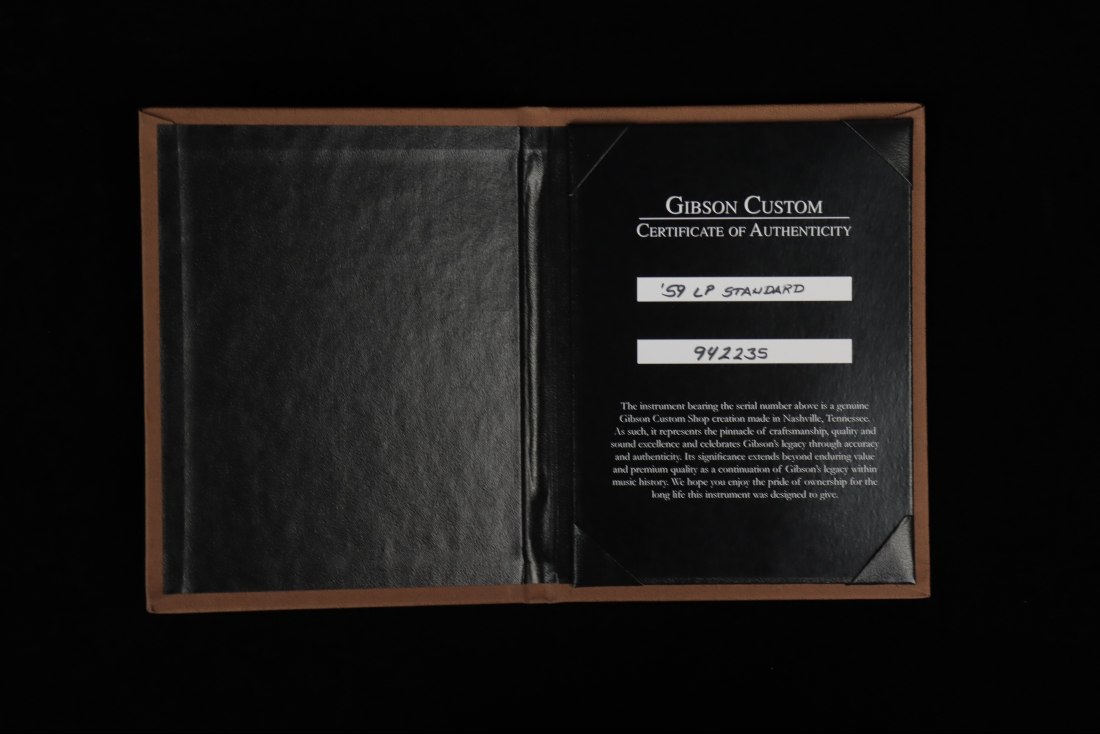 GIBSON CUSTOM
CERTIFICATE OF AUTHENTICITY
'59 LP STANDARD
942235
The instrument bearing the serial number above is a genuine
Gibson Custom Shop creation made in Nashville, Tennessee.
As such, it represents the pinnacle of craftsmanship, quality and
sound excellence and celebrates Gibson's legacy through accuracy
and authenticity. Its significance extends beyond enduring value
and premium quality as a continuation of Gibson's legacy within
music history. We hope you enjoy the pride of ownership for the
long life this instrument was designed to give.